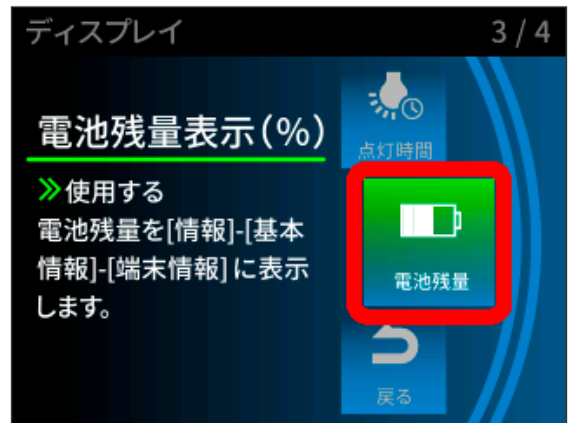 ディスプレイ 3/4
電池残量表示(%)
≫使用する
電池残量を[情報]-[基本
情報]-[端末情報]に表示
します。
点灯時間
電池残量
戻る